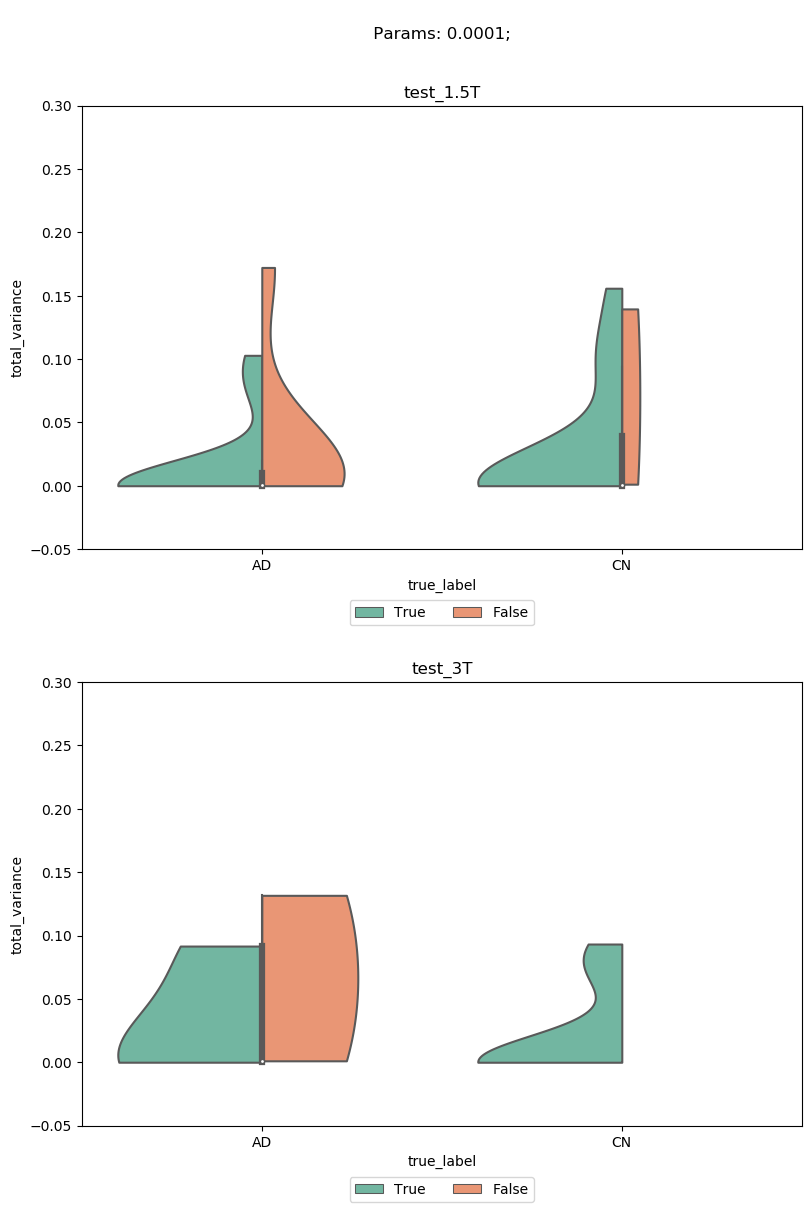 Params: 0.0001;
test_1.5T
0.30
0.25
0.20
0.15
0.10
0.05
0.00
−0.05
total_variance
AD CN
true_label
True False
test_3T
0.30
0.25
0.20
0.15
0.10
0.05
0.00
−0.05
total_variance
AD CN
true_label
True False